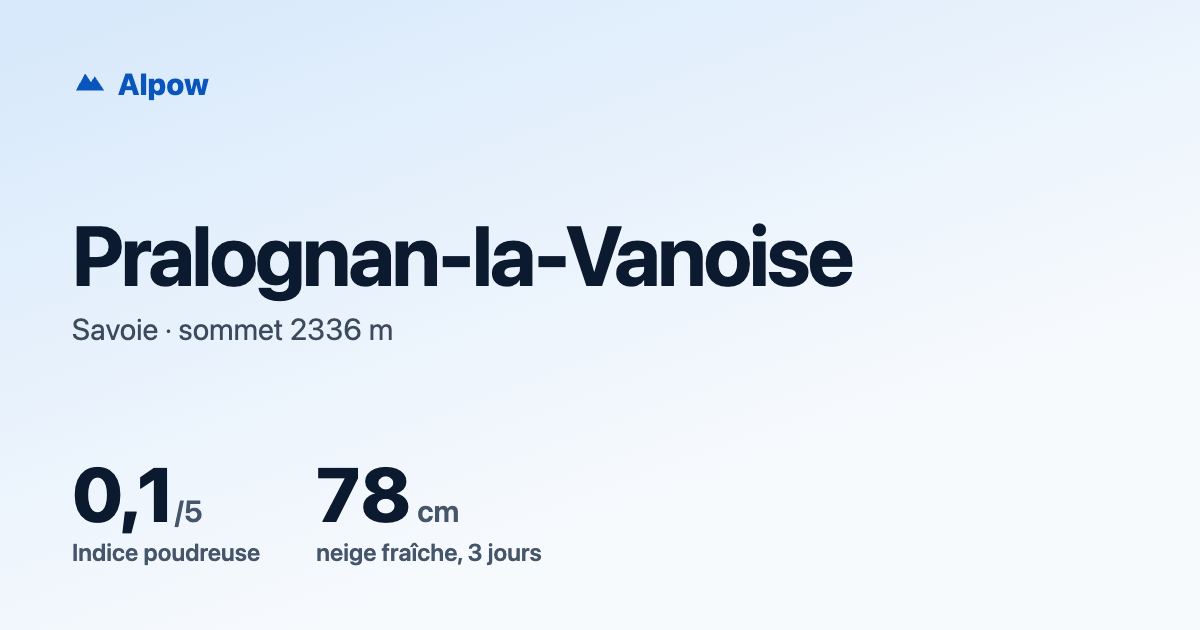 Alpow
Pralognan-la-Vanoise
Savoie · sommet 2336 m
0,1/5 78 cm
Indice poudreuse neige fraîche, 3 jours